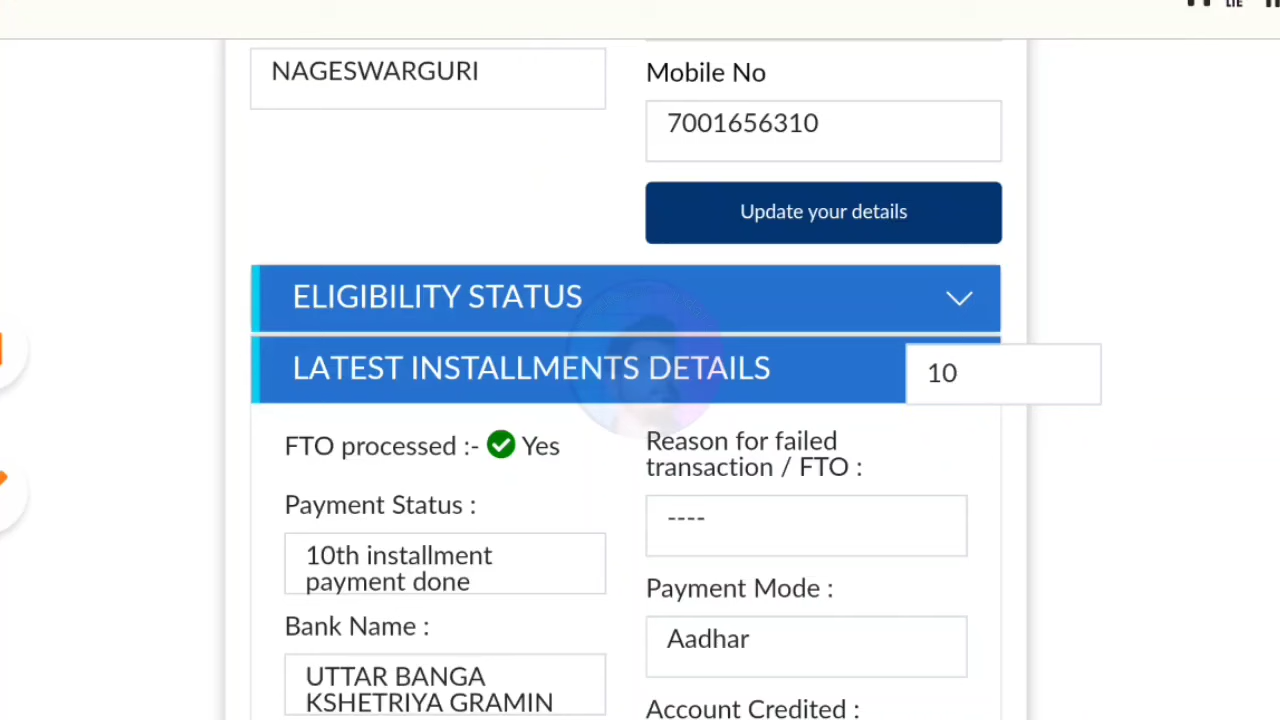 NAGESWARGURI
Mobile No
7001656310
Update your details
ELIGIBILITY STATUS
LATEST INSTALLMENTS DETAILS
10
FTO processed :- Yes
Reason for failed
transaction / FTO :
----
Payment Status :
10th installment
payment done
Payment Mode :
Aadhar
Bank Name :
UTTAR BANGA
KSHETRIYA GRAMIN
Account Credited :